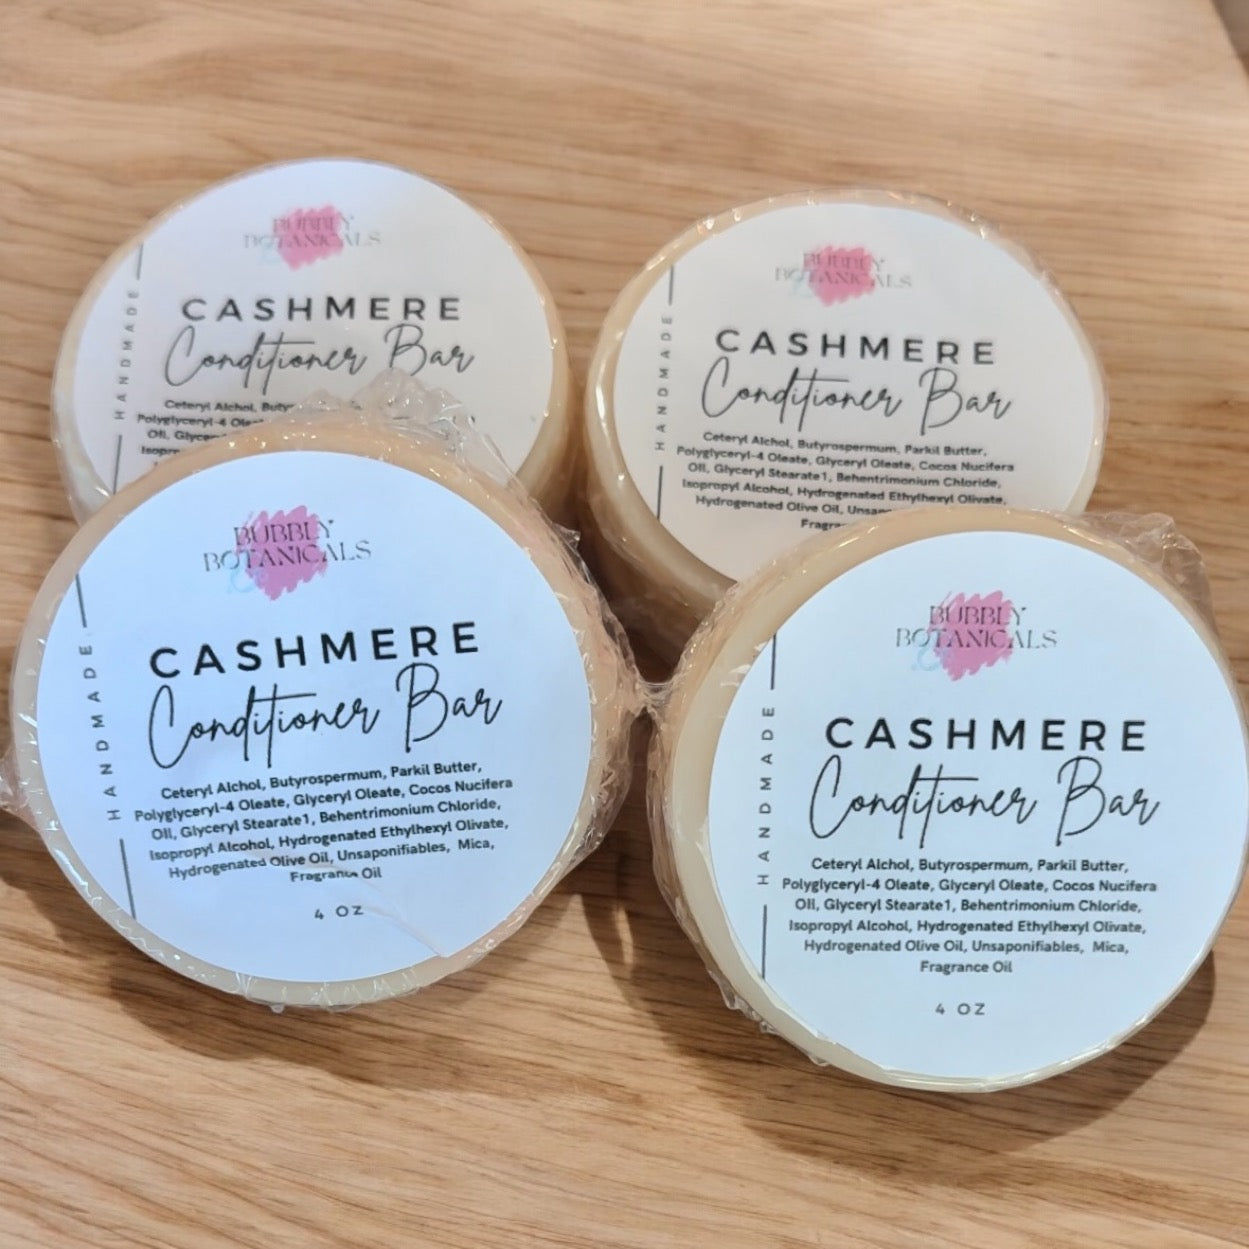 BUBBLY
BOTANICALS
HANDMADE
CASHMERE
Conditioner Bar
Ceteryl Alchol, Buty
Polyglyceryl-4 Olea
OIl, Glycer
Isopr
BUBBLY
BOTANICALS
HANDMADE
CASHMERE
Conditioner Bar
Ceteryl Alchol, Butyrospermum, Parkil Butter,
Polyglyceryl-4 Oleate, Glyceryl Oleate, Cocos Nucifera
OIl, Glyceryl Stearate1, Behentrimonium Chloride,
Isopropyl Alcohol, Hydrogenated Ethylhexyl Olivate,
Hydrogenated Olive Oil, Unsap
Fragra
BUBBLY
BOTANICALS
HANDMADE
CASHMERE
Conditioner Bar
Ceteryl Alchol, Butyrospermum, Parkil Butter,
Polyglyceryl-4 Oleate, Glyceryl Oleate, Cocos Nucifera
OIl, Glyceryl Stearate1, Behentrimonium Chloride,
Isopropyl Alcohol, Hydrogenated Ethylhexyl Olivate,
Hydrogenated Olive Oil, Unsaponifiables, Mica,
Fragrance Oil
4 OZ
BUBBLY
BOTANICALS
HANDMADE
CASHMERE
Conditioner Bar
Ceteryl Alchol, Butyrospermum, Parkil Butter,
Polyglyceryl-4 Oleate, Glyceryl Oleate, Cocos Nucifera
OIl, Glyceryl Stearate1, Behentrimonium Chloride,
Isopropyl Alcohol, Hydrogenated Ethylhexyl Olivate,
Hydrogenated Olive Oil, Unsaponifiables, Mica,
Fragrance Oil
4 OZ